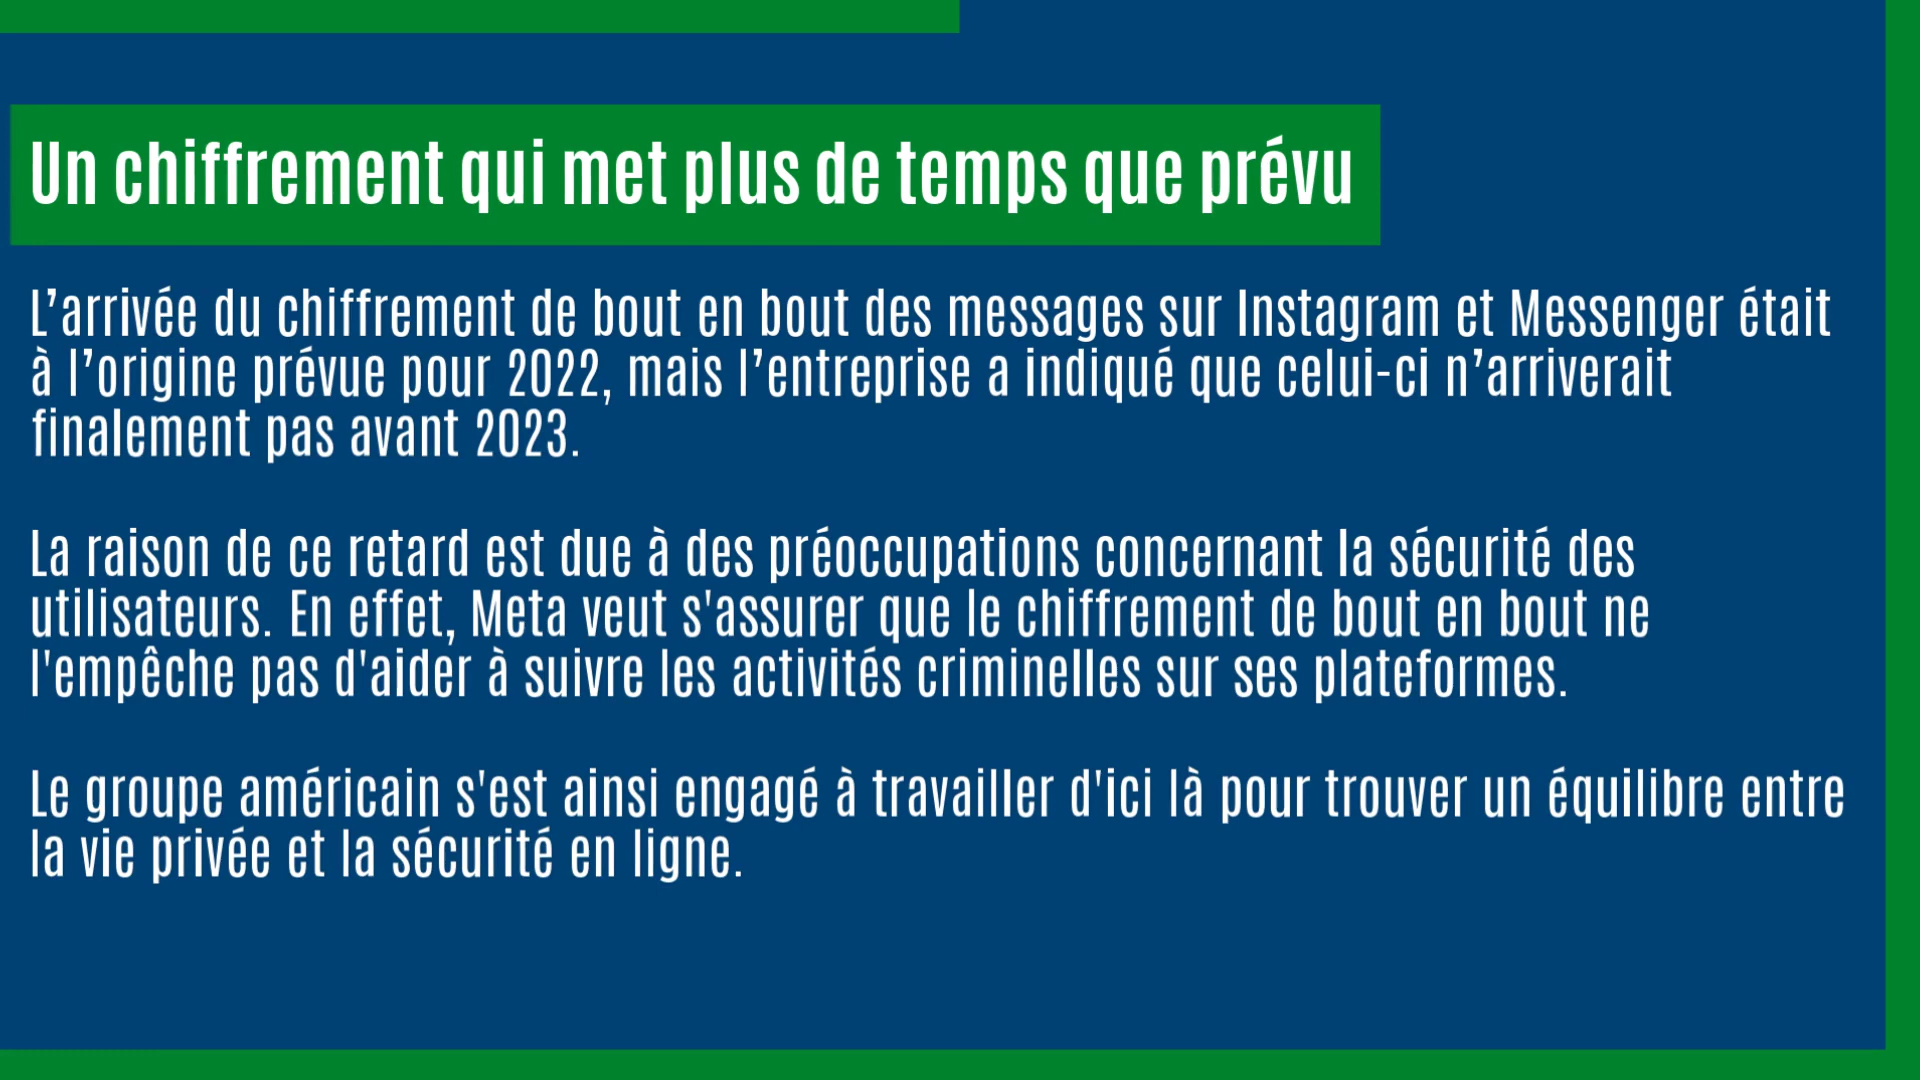 Un chiffrement qui met plus de temps que prévu
L’arrivée du chiffrement de bout en bout des messages sur Instagram et Messenger était
à l’origine prévue pour 2022, mais l’entreprise a indiqué que celui-ci n’arriverait
finalement pas avant 2023.
La raison de ce retard est due à des préoccupations concernant la sécurité des
utilisateurs. En effet, Meta veut s'assurer que le chiffrement de bout en bout ne
l'empêche pas d'aider à suivre les activités criminelles sur ses plateformes.
Le groupe américain s'est ainsi engagé à travailler d'ici là pour trouver un équilibre entre
la vie privée et la sécurité en ligne.